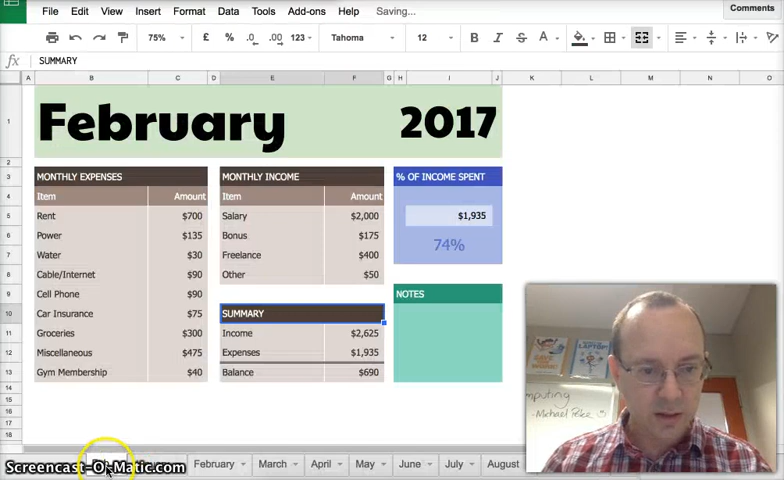 File Edit View Insert Format Data Tools Add-ons Help Saving... Comments
75% £ % .0 .00 123 Tahoma 12 B I S A
fx SUMMARY
A B C D E F G H I J K L M N O
1 February 2017
2
3 MONTHLY EXPENSES MONTHLY INCOME % OF INCOME SPENT
4 Item Amount Item Amount
5 Rent $700 Salary $2,000 $1,935
6 Power $135 Bonus $175 74%
7 Water $30 Freelance $400
8 Cable/Internet $90 Other $50
9 Cell Phone $90 NOTES
10 Car Insurance $75 SUMMARY
11 Groceries $300 Income $2,625
12 Miscellaneous $475 Expenses $1,935
13 Gym Membership $40 Balance $690
14
15
16
17
18
computing
-Michael
February March April May June July August
Screencast-O-Matic.com